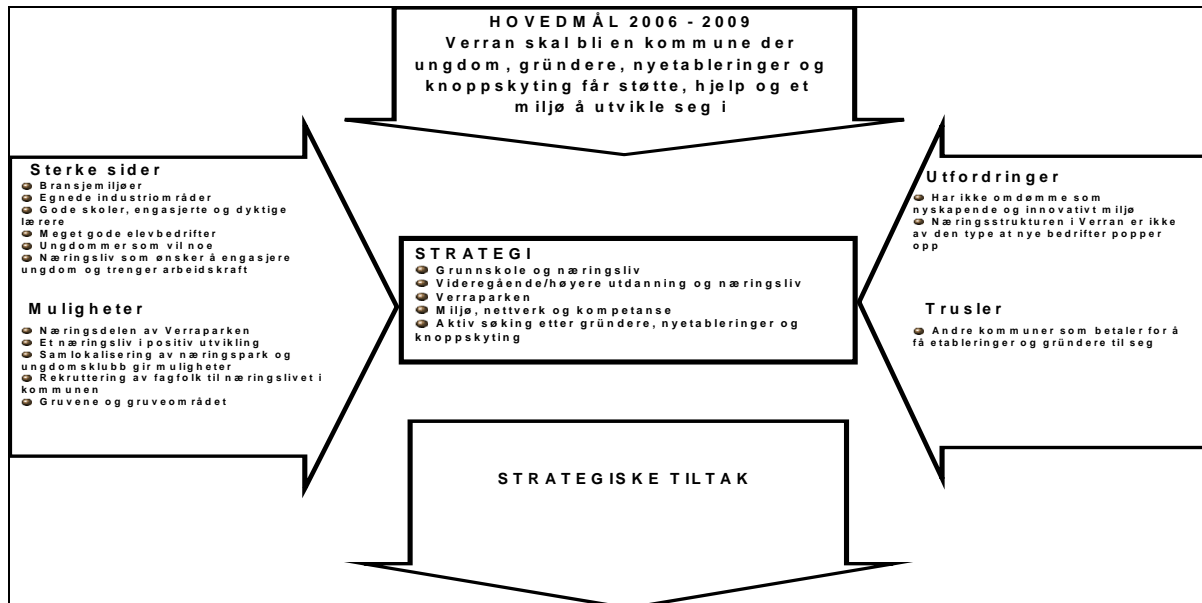 HOVEDMÅL 2006 - 2009
Verran skal bli en kommune der
ungdom, gründere, nyetableringer og
knoppskyting får støtte, hjelp og et
miljø å utvikle seg i
Sterke sider
Bransjemiljøer
Egnede industriområder
Gode skoler, engasjerte og dyktige
lærere
Meget gode elevbedrifter
Ungdommer som vil noe
Næringsliv som ønsker å engasjere
ungdom og trenger arbeidskraft
Muligheter
Næringsdelen av Verraparken
Et næringsliv i positiv utvikling
Samlokalisering av næringspark og
ungdomsklubb gir muligheter
Rekruttering av fagfolk til næringslivet i
kommunen
Gruvene og gruveområdet
STRATEGI
Grunnskole og næringsliv
Videregående/høyere utdanning og næringsliv
Verraparken
Miljø, nettverk og kompetanse
Aktiv søking etter gründere, nyetableringer og
knoppskyting
Utfordringer
Har ikke omdømme som
nyskapende og innovativt miljø
Næringsstrukturen i Verran er ikke
av den type at nye bedrifter popper
opp
Trusler
Andre kommuner som betaler for å
få etableringer og gründere til seg
STRATEGISKE TILTAK